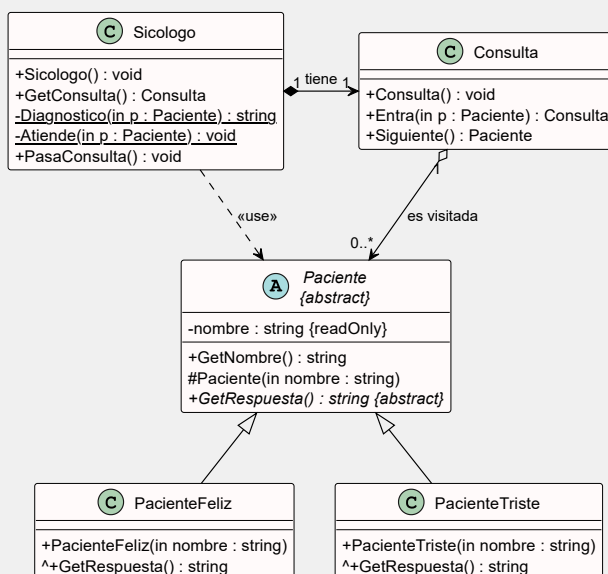 C Sicologo
+Sicologo() : void
+GetConsulta() : Consulta
-Diagnostico(in p : Paciente) : string
-Atiende(in p : Paciente) : void
+PasaConsulta() : void
1 tiene 1
C Consulta
+Consulta() : void
+Entra(in p : Paciente) : Consulta
+Siguiente() : Paciente
1
«use»
es visitada
0..*
A Paciente
{abstract}
-nombre : string {readOnly}
+GetNombre() : string
#Paciente(in nombre : string)
+GetRespuesta() : string {abstract}
C PacienteFeliz
+PacienteFeliz(in nombre : string)
^+GetRespuesta() : string
C PacienteTriste
+PacienteTriste(in nombre : string)
^+GetRespuesta() : string